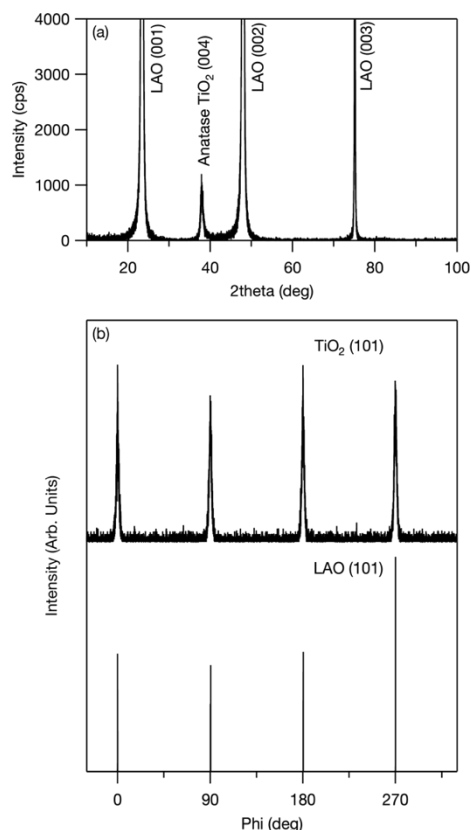 (a)
4000
3000
2000
1000
0
Intensity (cps)
LAO (001)
Anatase TiO₂ (004)
LAO (002)
LAO (003)
20 40 60 80 100
2theta (deg)
(b)
TiO₂ (101)
LAO (101)
Intensity (Arb. Units)
0 90 180 270
Phi (deg)